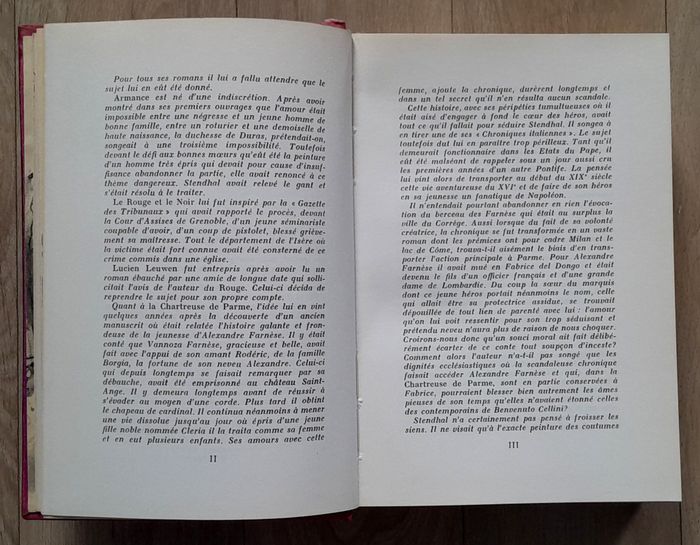 Pour tous ses romans il lui a fallu attendre que le
sujet lui en eût été donné.
Armance est né d'une indiscrétion. Après avoir
montré dans ses premiers ouvrages que l'amour était
impossible entre une négresse et un jeune homme de
bonne famille, entre un roturier et une demoiselle de
haute naissance, la duchesse de Duras, prétendait-on,
songeait à une troisième impossibilité. Toutefois
devant le défi aux bonnes mœurs qu'eût été la peinture
d'un homme très épris qui devait pour cause d'insuf-
fisance abandonner la partie, elle avait renoncé à ce
thème dangereux. Stendhal avait relevé le gant et
s'était résolu à le traiter.
Le Rouge et le Noir lui fut inspiré par la « Gazette
des Tribunaux » qui avait rapporté le procès, devant
la Cour d'Assises de Grenoble, d'un jeune séminariste
coupable d'avoir, d'un coup de pistolet, blessé griève-
ment sa maîtresse. Tout le département de l'Isère où
la victime était fort connue avait été consterné de ce
crime commis dans une église.
Lucien Leuwen fut entrepris après avoir lu un
roman ébauché par une amie de longue date qui solli-
citait l'avis de l'auteur du Rouge. Celui-ci décida de
reprendre le sujet pour son propre compte.
Quant à la Chartreuse de Parme, l'idée lui en vint
quelques années après la découverte d'un ancien
manuscrit où était relatée l'histoire galante et fron-
deuse de la jeunesse d'Alexandre Farnèse. Il y était
conté que Vannoza Farnèse, gracieuse et belle, avait
fait avec l'appui de son amant Rodéric, de la famille
Borgia, la fortune de son neveu Alexandre. Celui-ci
qui depuis longtemps se faisait remarquer par sa
débauche, avait été emprisonné au château Saint-
Ange. Il y demeura longtemps avant de réussir à
s'évader au moyen d'une corde. Plus tard il obtint
le chapeau de cardinal. Il continua néanmoins à mener
une vie dissolue jusqu'au jour où épris d'une jeune
fille noble nommée Cleria il la traita comme sa femme
et en eut plusieurs enfants. Ses amours avec cette
II
femme, ajoute la chronique, durèrent longtemps et
dans un tel secret qu'il n'en résulta aucun scandale.
Cette histoire, avec ses péripéties tumultueuses où il
était aisé d'engager à fond le cœur des héros, avait
tout ce qu'il fallait pour séduire Stendhal. Il songea à
en tirer une de ses « Chroniques italiennes ». Le sujet
toutefois dut lui en paraître trop périlleux. Tant qu'il
demeurait fonctionnaire dans les Etats du Pape, il
eût été malséant de rappeler sous un jour aussi cru
les premières années d'un autre Pontife. La pensée
lui vint alors de transporter au début du XIXe siècle
cette vie aventureuse du XVIe et de faire de son héros
en sa jeunesse un fanatique de Napoléon.
Il n'entendit pourtant abandonner en rien l'évoca-
tion du berceau des Farnèse qui était au surplus la
ville du Corrège. Aussi lorsque du fait de sa volonté
créatrice, la chronique se fut transformée en un vaste
roman dont les prémices ont pour cadre Milan et le
lac de Côme, trouva-t-il aisément le biais d'en trans-
porter l'action principale à Parme. Pour Alexandre
Farnèse il avait mué en Fabrice del Dongo et était
devenu le fils d'un officier français et d'une grande
dame de Lombardie. Du coup la sœur du marquis
dont ce jeune héros portait néanmoins le nom, celle
qui allait être sa protectrice assidue, se trouvait
dépouillée de tout lien de parenté avec lui : l'amour
qu'on lui voit ressentir pour son trop séduisant et
prétendu neveu n'aura plus de raison de nous choquer.
Croirons-nous donc qu'un souci moral ait fait délibé-
rément écarter de ce conte tout soupçon d'inceste?
Comment alors l'auteur n'a-t-il pas songé que les
dignités ecclésiastiques où la scandaleuse chronique
faisait accéder Alexandre Farnèse et qui, dans la
Chartreuse de Parme, sont en partie conservées à
Fabrice, pourraient blesser bien autrement les âmes
pieuses de son temps qu'elles n'avaient étonné celles
des contemporains de Benvenuto Cellini?
Stendhal n'a certainement pas pensé à froisser les
siens. Il ne visait qu'à l'exacte peinture des coutumes
III